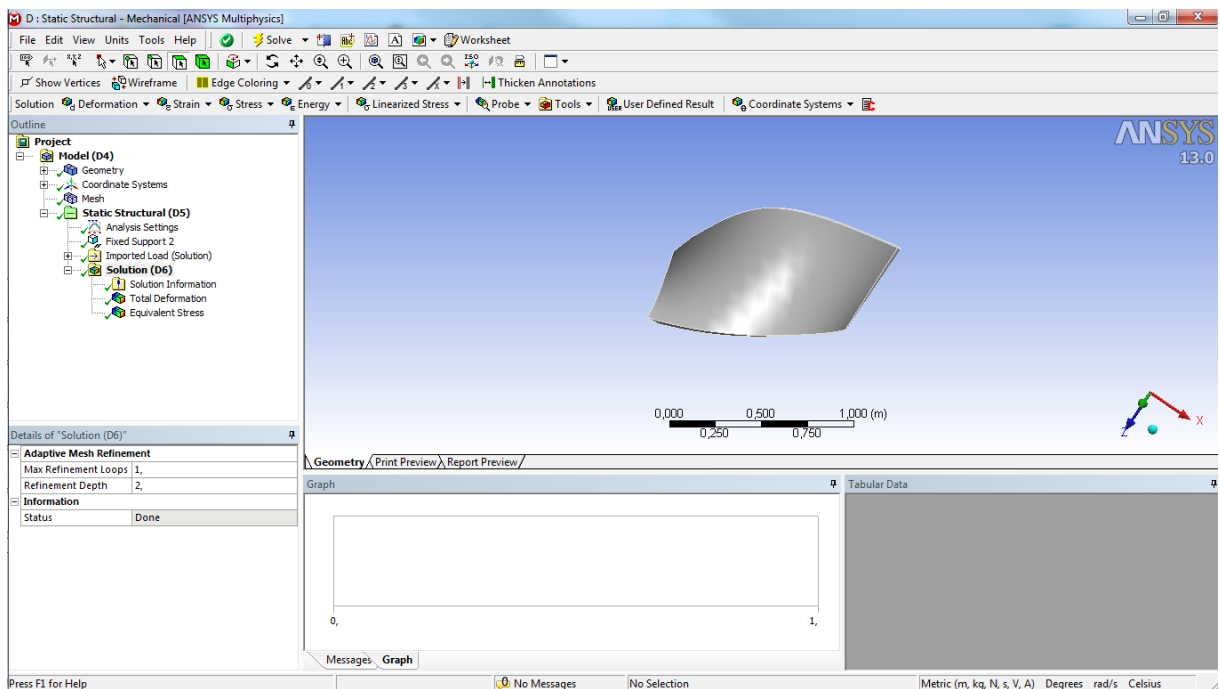 D : Static Structural - Mechanical [ANSYS Multiphysics]
File Edit View Units Tools Help Solve Worksheet
Show Vertices Wireframe Edge Coloring Thicken Annotations
Solution Deformation Strain Stress Energy Linearized Stress Probe Tools User Defined Result Coordinate Systems
Outline
Project
Model (D4)
Geometry
Coordinate Systems
Mesh
Static Structural (D5)
Analysis Settings
Fixed Support 2
Imported Load (Solution)
Solution (D6)
Solution Information
Total Deformation
Equivalent Stress
ANSYS
13.0
0,000 0,500 1,000 (m)
0,250 0,750
X
Z
Details of "Solution (D6)"
Adaptive Mesh Refinement
Max Refinement Loops 1,
Refinement Depth 2,
Information
Status Done
Geometry Print Preview Report Preview
Graph
Tabular Data
0, 1,
Messages Graph
Press F1 for Help 0 No Messages No Selection Metric (m, kg, N, s, V, A) Degrees rad/s Celsius